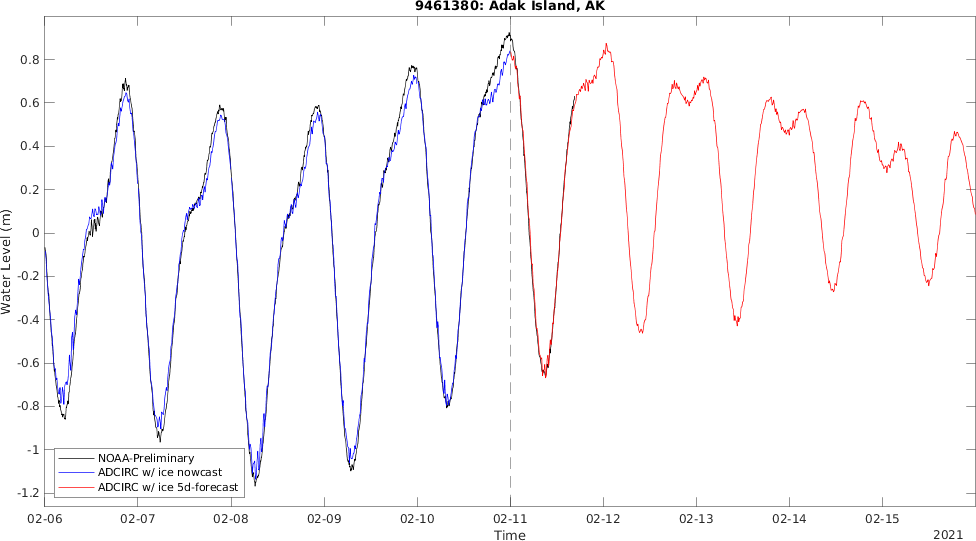 9461380: Adak Island, AK
Water Level (m)
0.8
0.6
0.4
0.2
0
-0.2
-0.4
-0.6
-0.8
-1
-1.2
NOAA-Preliminary
ADCIRC w/ ice nowcast
ADCIRC w/ ice 5d-forecast
02-06 02-07 02-08 02-09 02-10 02-11 02-12 02-13 02-14 02-15
Time
2021